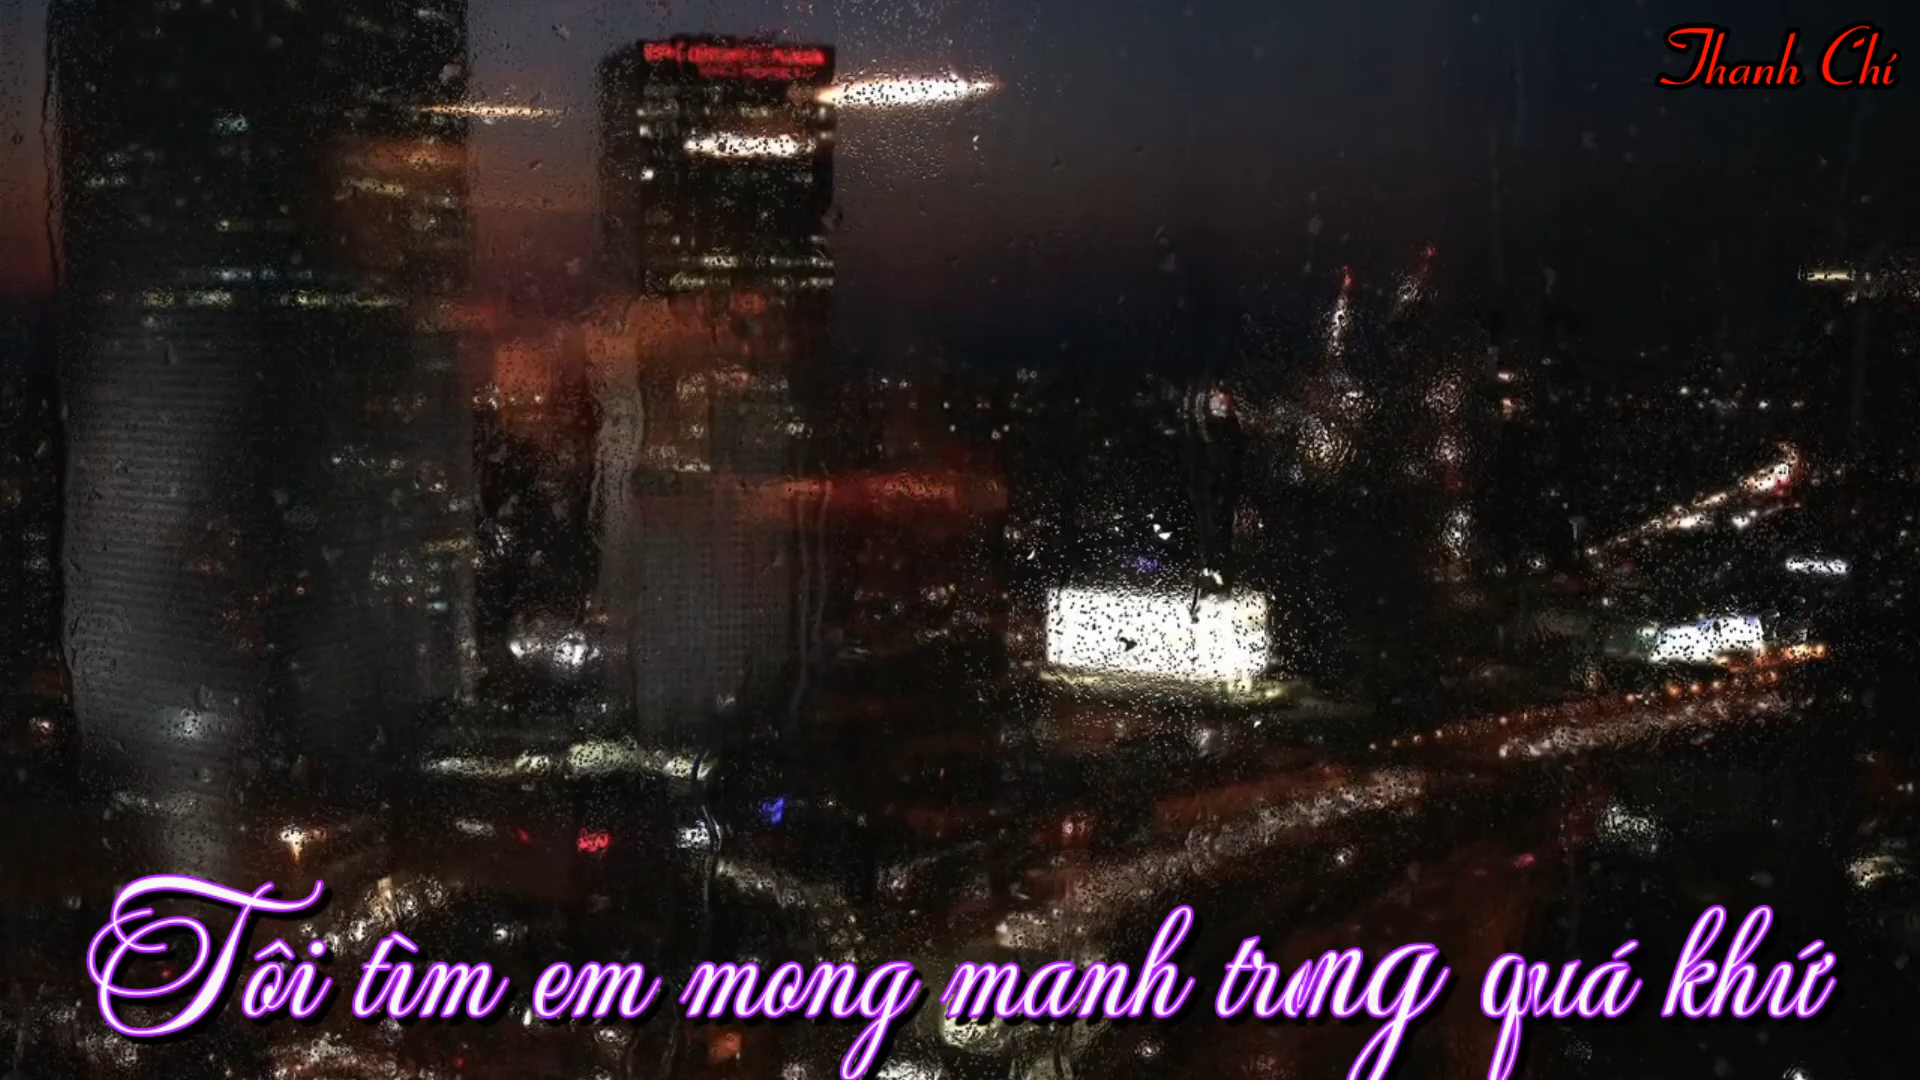 Thanh Chí
Tôi tìm em mong manh trong quá khứ